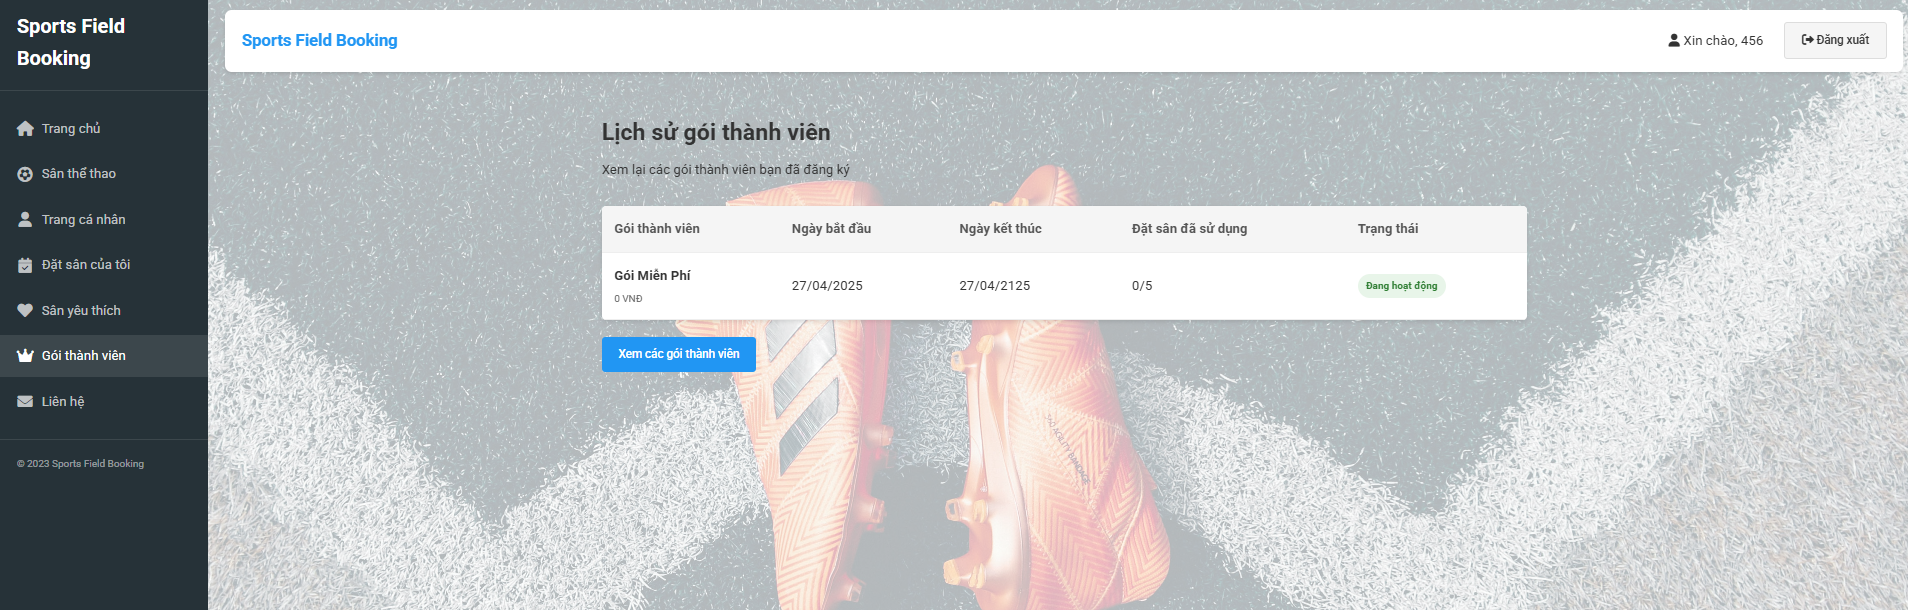 Sports Field
Booking
Trang chủ
Sân thể thao
Trang cá nhân
Đặt sân của tôi
Sân yêu thích
Gói thành viên
Liên hệ
© 2023 Sports Field Booking
Sports Field Booking
Xin chào, 456
Đăng xuất
Lịch sử gói thành viên
Xem lại các gói thành viên bạn đã đăng ký
Gói thành viên Ngày bắt đầu Ngày kết thúc Đặt sân đã sử dụng Trạng thái
Gói Miễn Phí
0 VNĐ
27/04/2025 27/04/2125 0/5 Đang hoạt động
Xem các gói thành viên